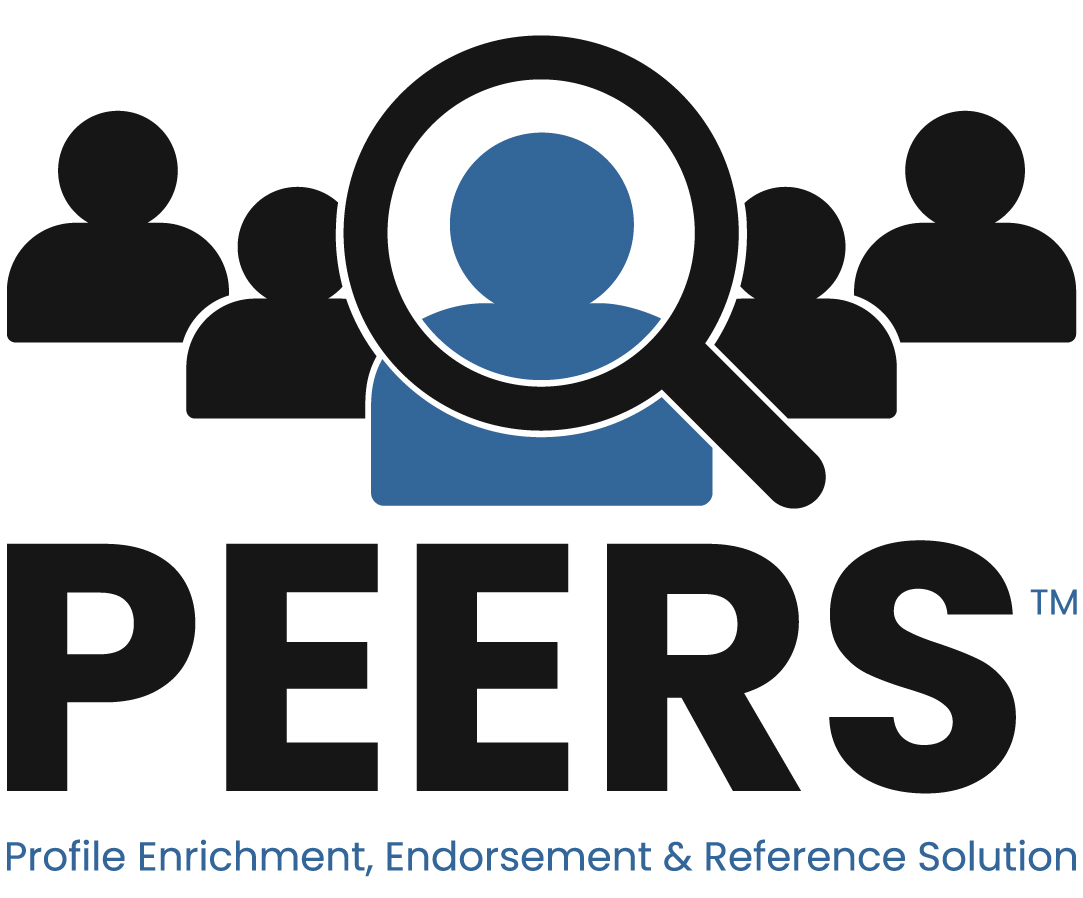 PEERS™
Profile Enrichment, Endorsement & Reference Solution